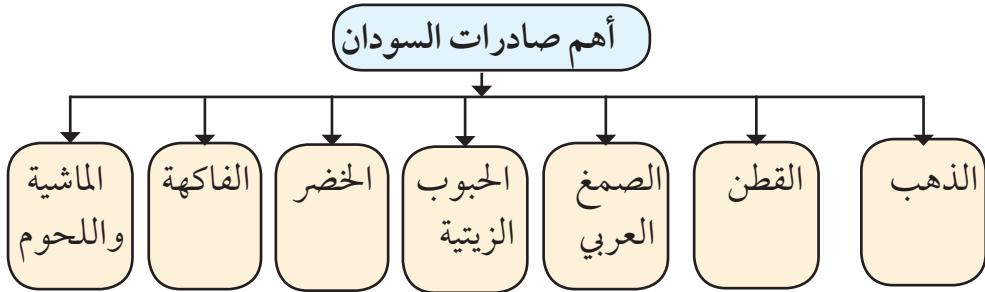 أهم صادرات السودان
الذهب
القطن
الصمغ
العربي
الحبوب
الزيتية
الخضر
الفاكهة
الماشية
واللحوم